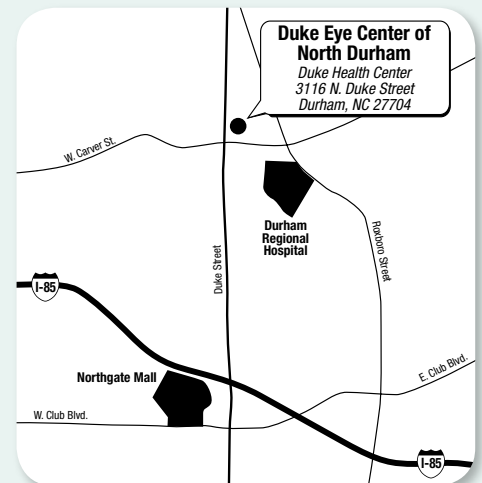 Duke Eye Center of
North Durham
Duke Health Center
3116 N. Duke Street
Durham, NC 27704
W. Carver St.
Durham
Regional
Hospital
Duke Street
Roxboro Street
I-85
Northgate Mall
E. Club Blvd.
W. Club Blvd.
I-85